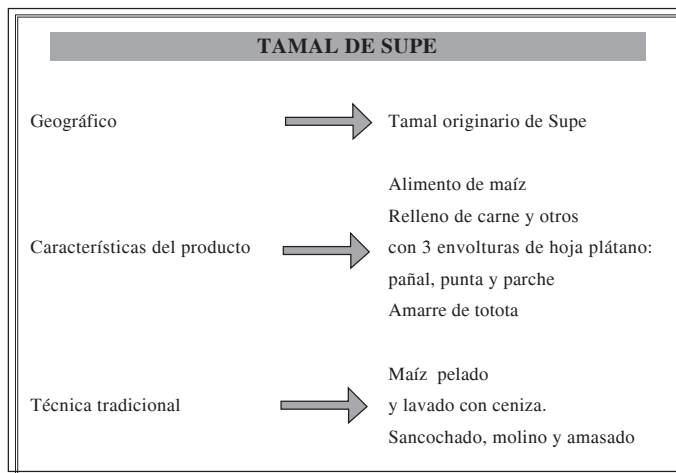 TAMAL DE SUPE
Geográfico
Tamal originario de Supe
Características del producto
Alimento de maíz
Relleno de carne y otros
con 3 envolturas de hoja plátano:
pañal, punta y parche
Amarre de totota
Técnica tradicional
Maíz pelado
y lavado con ceniza.
Sancochado, molino y amasado